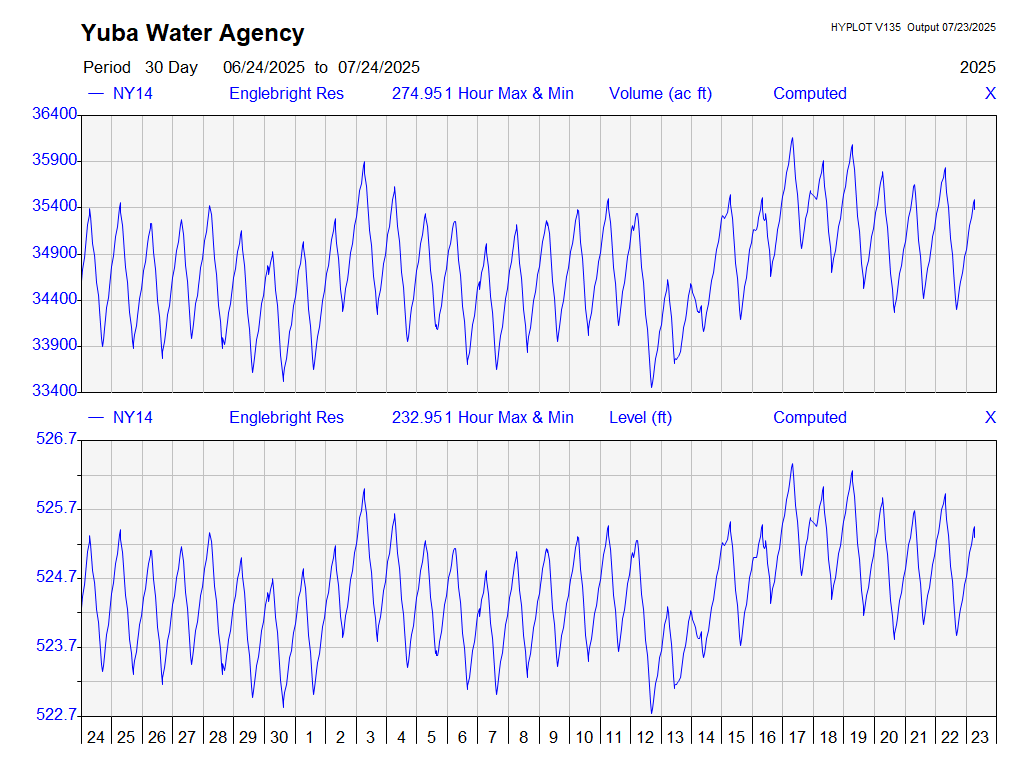 Yuba Water Agency
HYPLOT V135 Output 07/23/2025
Period 30 Day 06/24/2025 to 07/24/2025 2025
NY14 Englebright Res 274.951 Hour Max & Min Volume (ac ft) Computed X
36400
35900
35400
34900
34400
33900
33400
NY14 Englebright Res 232.951 Hour Max & Min Level (ft) Computed X
526.7
525.7
524.7
523.7
522.7
24 25 26 27 28 29 30 1 2 3 4 5 6 7 8 9 10 11 12 13 14 15 16 17 18 19 20 21 22 23